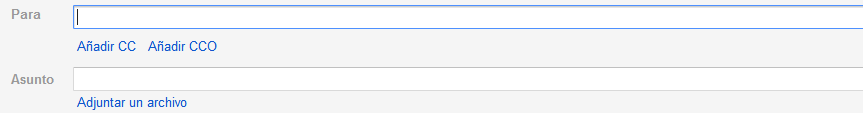 Para
Añadir CC Añadir CCO
Asunto
Adjuntar un archivo